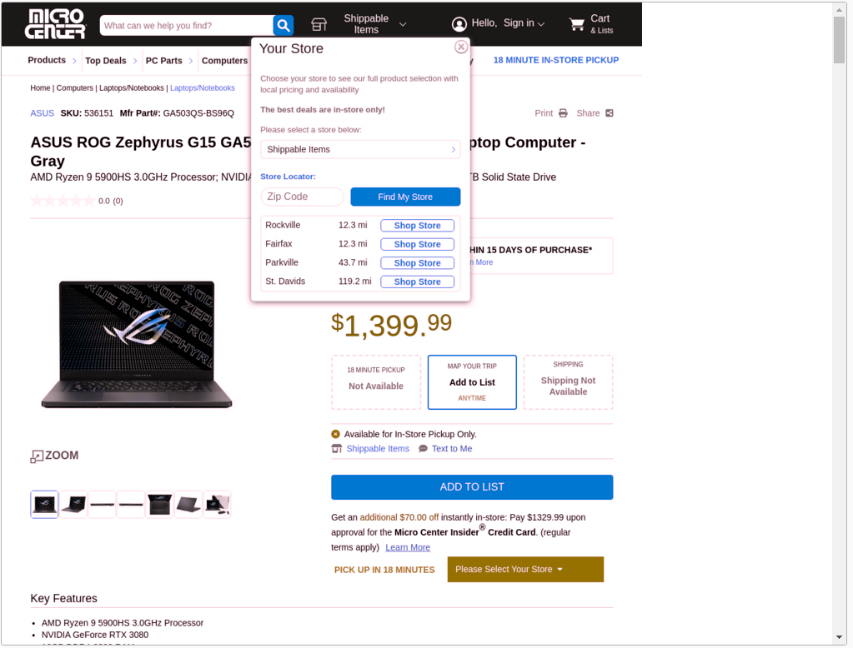 MICRO CENTER
What can we help you find?
Shippable Items
Hello, Sign in
Cart
& Lists
Products
Top Deals
PC Parts
Computers
y
18 MINUTE IN-STORE PICKUP
Home | Computers | Laptops/Notebooks | Laptops/Notebooks
ASUS SKU: 536151 Mfr Part#: GA503QS-BS96Q
Print
Share
ASUS ROG Zephyrus G15 GA5
ptop Computer -
Gray
AMD Ryzen 9 5900HS 3.0GHz Processor; NVIDI
TB Solid State Drive
0.0 (0)
Your Store
Choose your store to see our full product selection with
local pricing and availability
The best deals are in-store only!
Please select a store below:
Shippable Items
Store Locator:
Zip Code
Find My Store
Rockville 12.3 mi Shop Store
Fairfax 12.3 mi Shop Store
Parkville 43.7 mi Shop Store
St. Davids 119.2 mi Shop Store
HIN 15 DAYS OF PURCHASE*
n More
$1,399.99
18 MINUTE PICKUP
Not Available
MAP YOUR TRIP
Add to List
ANYTIME
SHIPPING
Shipping Not
Available
Available for In-Store Pickup Only.
Shippable Items Text to Me
ZOOM
ADD TO LIST
Get an additional $70.00 off instantly in-store: Pay $1329.99 upon
approval for the Micro Center Insider® Credit Card. (regular
terms apply) Learn More
PICK UP IN 18 MINUTES
Please Select Your Store
Key Features
• AMD Ryzen 9 5900HS 3.0GHz Processor
• NVIDIA GeForce RTX 3080